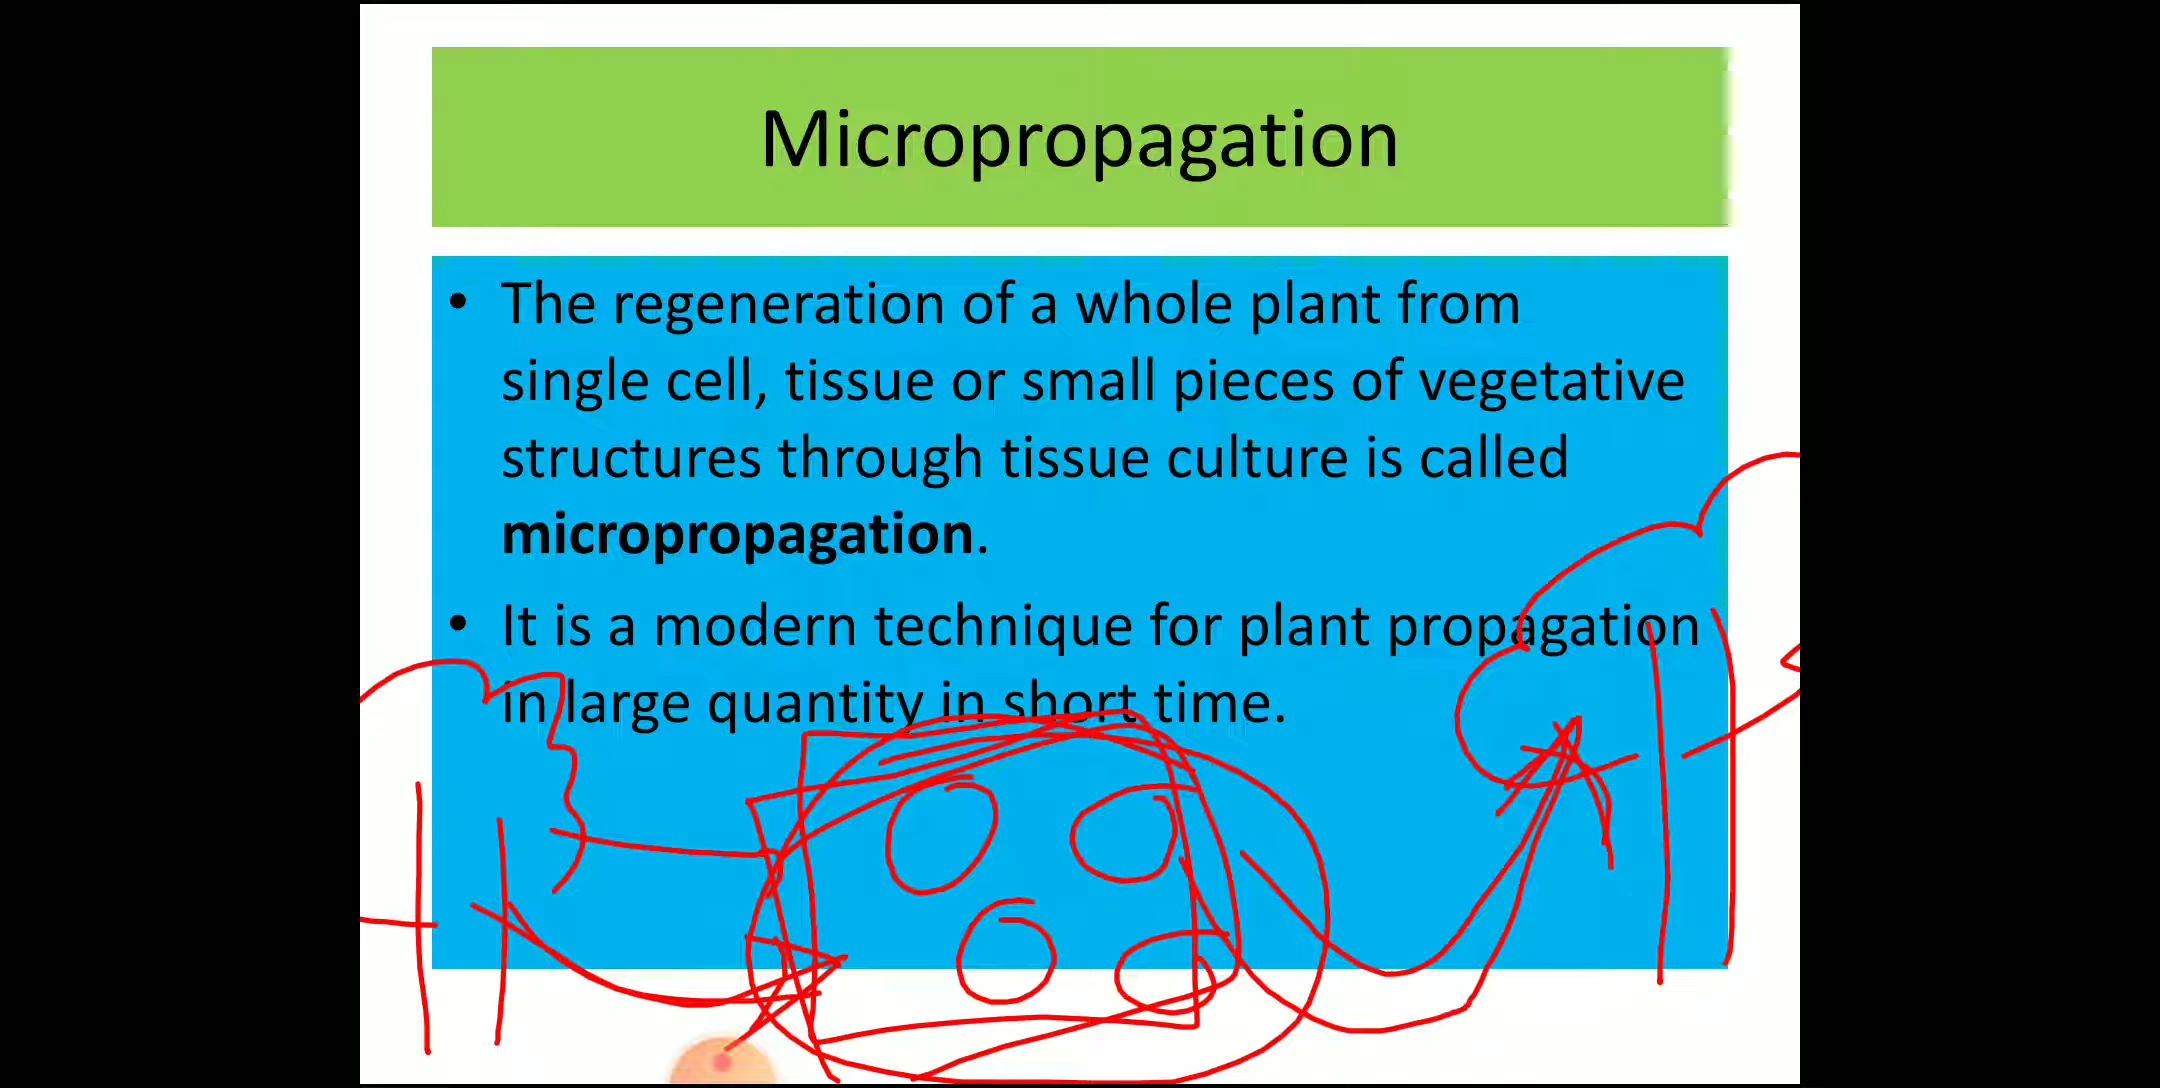 Micropropagation
• The regeneration of a whole plant from
single cell, tissue or small pieces of vegetative
structures through tissue culture is called
micropropagation.
• It is a modern technique for plant propagation
in large quantity in short time.